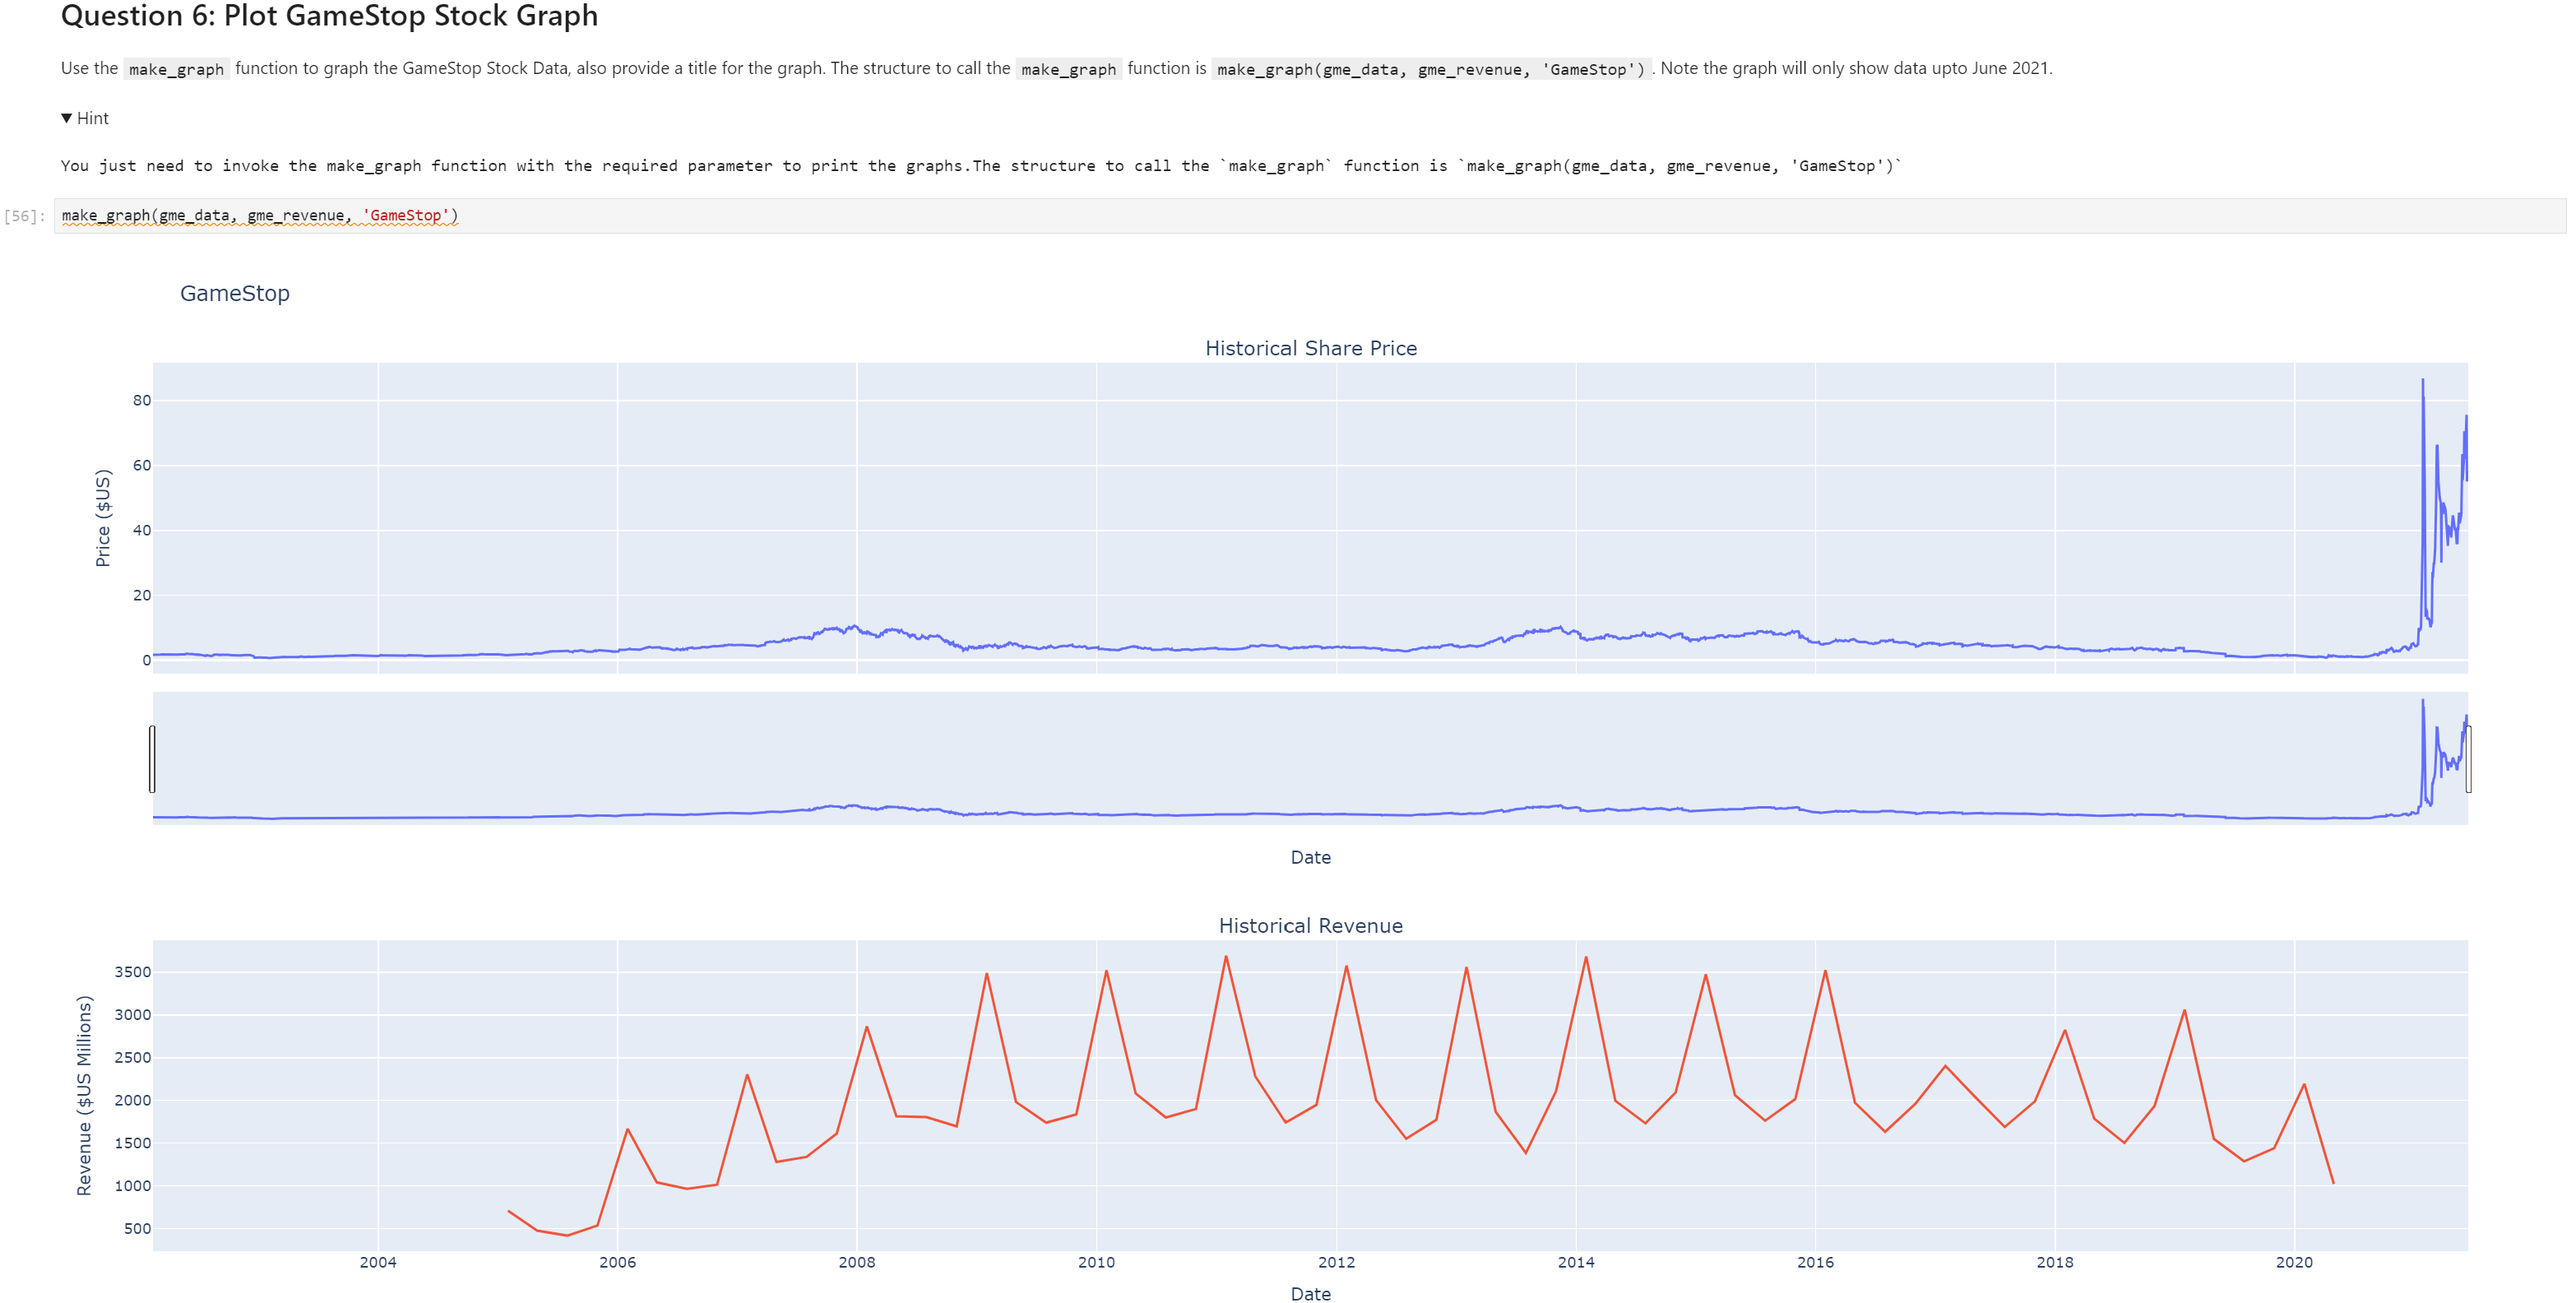 Question 6: Plot GameStop Stock Graph
Use the make_graph function to graph the GameStop Stock Data, also provide a title for the graph. The structure to call the make_graph function is make_graph(gme_data, gme_revenue, 'GameStop') . Note the graph will only show data upto June 2021.
▼ Hint
You just need to invoke the make_graph function with the required parameter to print the graphs.The structure to call the `make_graph` function is `make_graph(gme_data, gme_revenue, 'GameStop')`
[56]: make_graph(gme_data, gme_revenue, 'GameStop')
GameStop
Historical Share Price
80
60
40
20
0
Price ($US)
Date
Historical Revenue
3500
3000
2500
2000
1500
1000
500
Revenue ($US Millions)
2004 2006 2008 2010 2012 2014 2016 2018 2020
Date